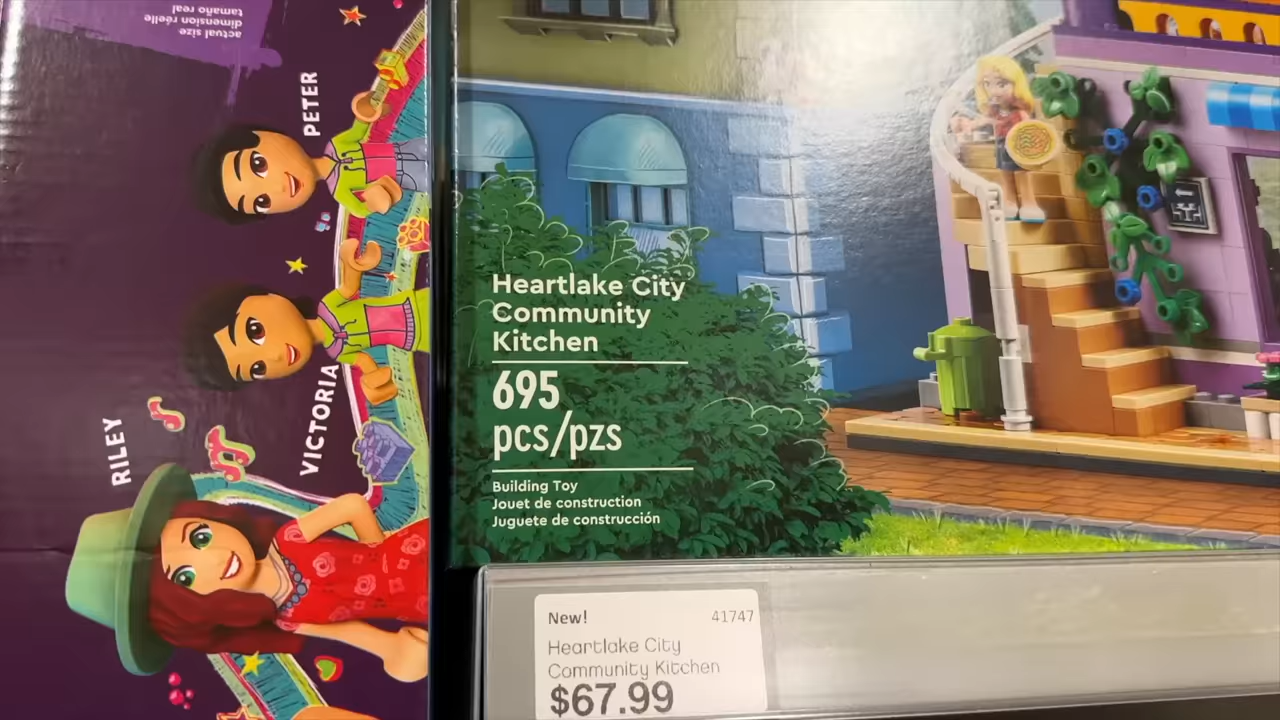 actual size
dimension réelle
tamaño real
PETER
VICTORIA
RILEY
Heartlake City
Community
Kitchen
695
pcs/pzs
Building Toy
Jouet de construction
Juguete de construcción
New! 41747
Heartlake City
Community Kitchen
$67.99